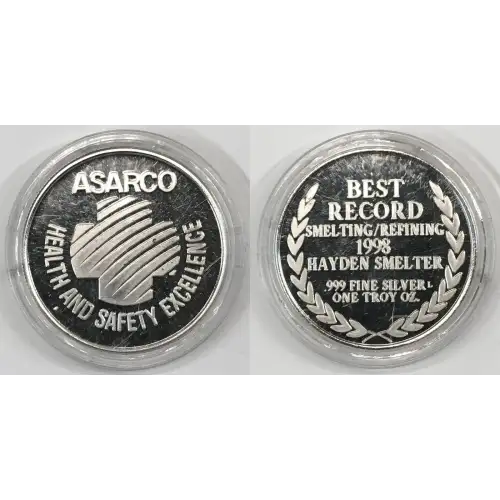 ASARCO
HEALTH AND SAFETY EXCELLENCE
BEST
RECORD
SMELTING/REFINING
1998
HAYDEN SMELTER
.999 FINE SILVER
ONE TROY OZ.